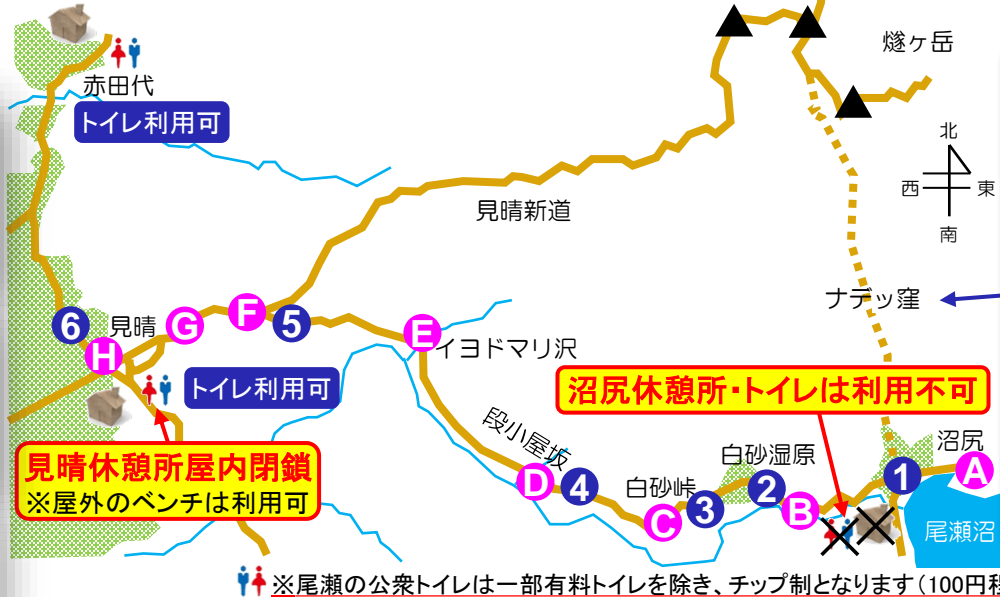 燧ヶ岳
赤田代
トイレ利用可
北
西 東
南
見晴新道
ナデッ窪
6
見晴
G
F
5
E
イヨドマリ沢
H
トイレ利用可
沼尻休憩所・トイレは利用不可
見晴休憩所屋内閉鎖
※屋外のベンチは利用可
段小屋坂
D
4
白砂峠
C
3
白砂湿原
2
B
1
沼尻
A
尾瀬沼
※尾瀬の公衆トイレは一部有料トイレを除き、チップ制となります(100円程